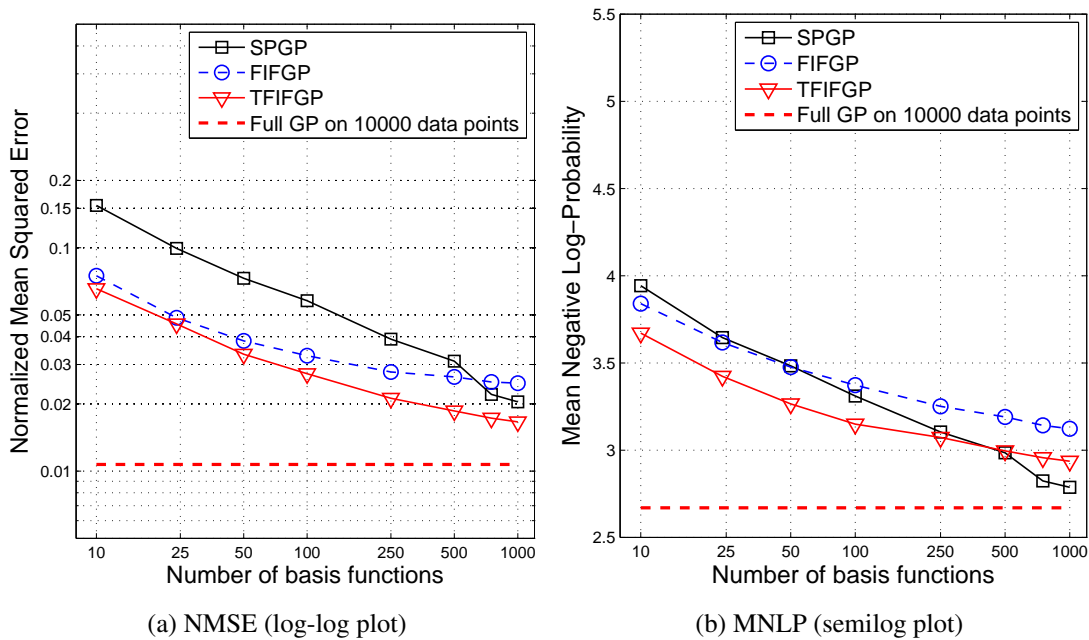 SPGP
FIFGP
TFIFGP
Full GP on 10000 data points
Normalized Mean Squared Error
0.2
0.15
0.1
0.05
0.04
0.03
0.02
0.01
10 25 50 100 250 500 1000
Number of basis functions
(a) NMSE (log-log plot)
SPGP
FIFGP
TFIFGP
Full GP on 10000 data points
Mean Negative Log−Probability
5.5
5
4.5
4
3.5
3
2.5
10 25 50 100 250 500 1000
Number of basis functions
(b) MNLP (semilog plot)